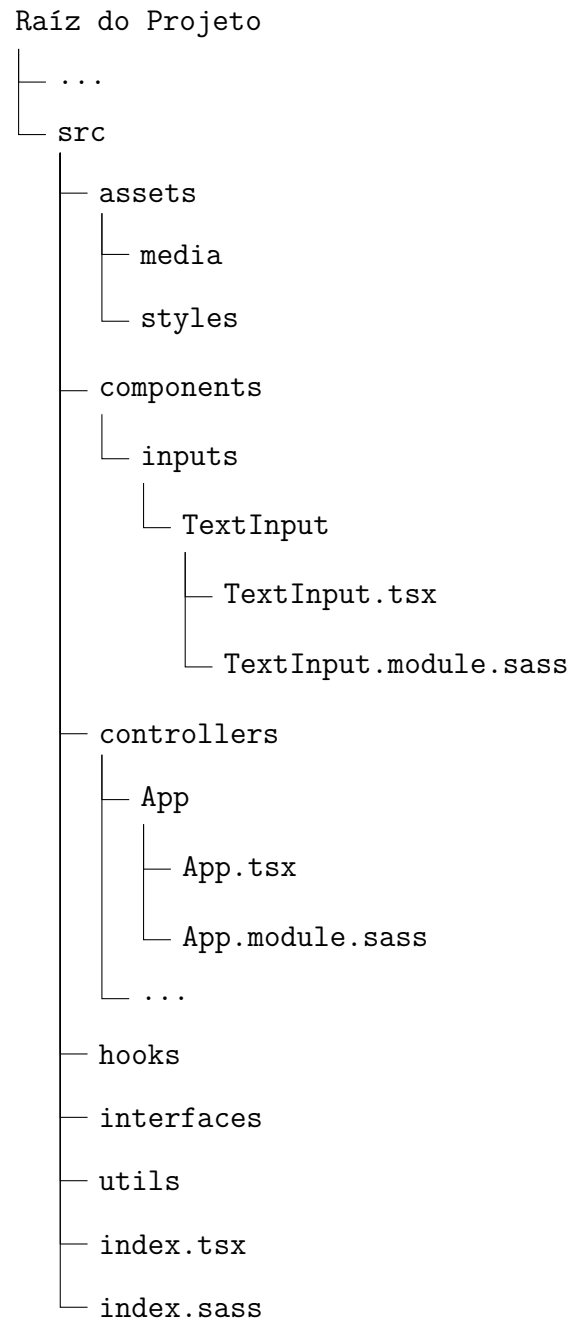 Raíz do Projeto
...
src
assets
media
styles
components
inputs
TextInput
TextInput.tsx
TextInput.module.sass
controllers
App
App.tsx
App.module.sass
...
hooks
interfaces
utils
index.tsx
index.sass